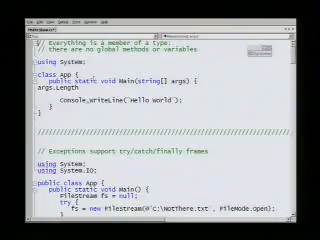 // Everything is a member of a type:
// there are no global methods or variables
using System;
class App {
public static void Main(string[] args) {
args.Length
Console.WriteLine("Hello World");
}
}
////////////////////////////////////////////////////////////////
// Exceptions support try/catch/finally frames
using System;
using System.IO;
public class App {
public static void Main() {
FileStream fs = null;
try {
fs = new FileStream(@"C:\NotThere.txt", FileMode.Open);
}